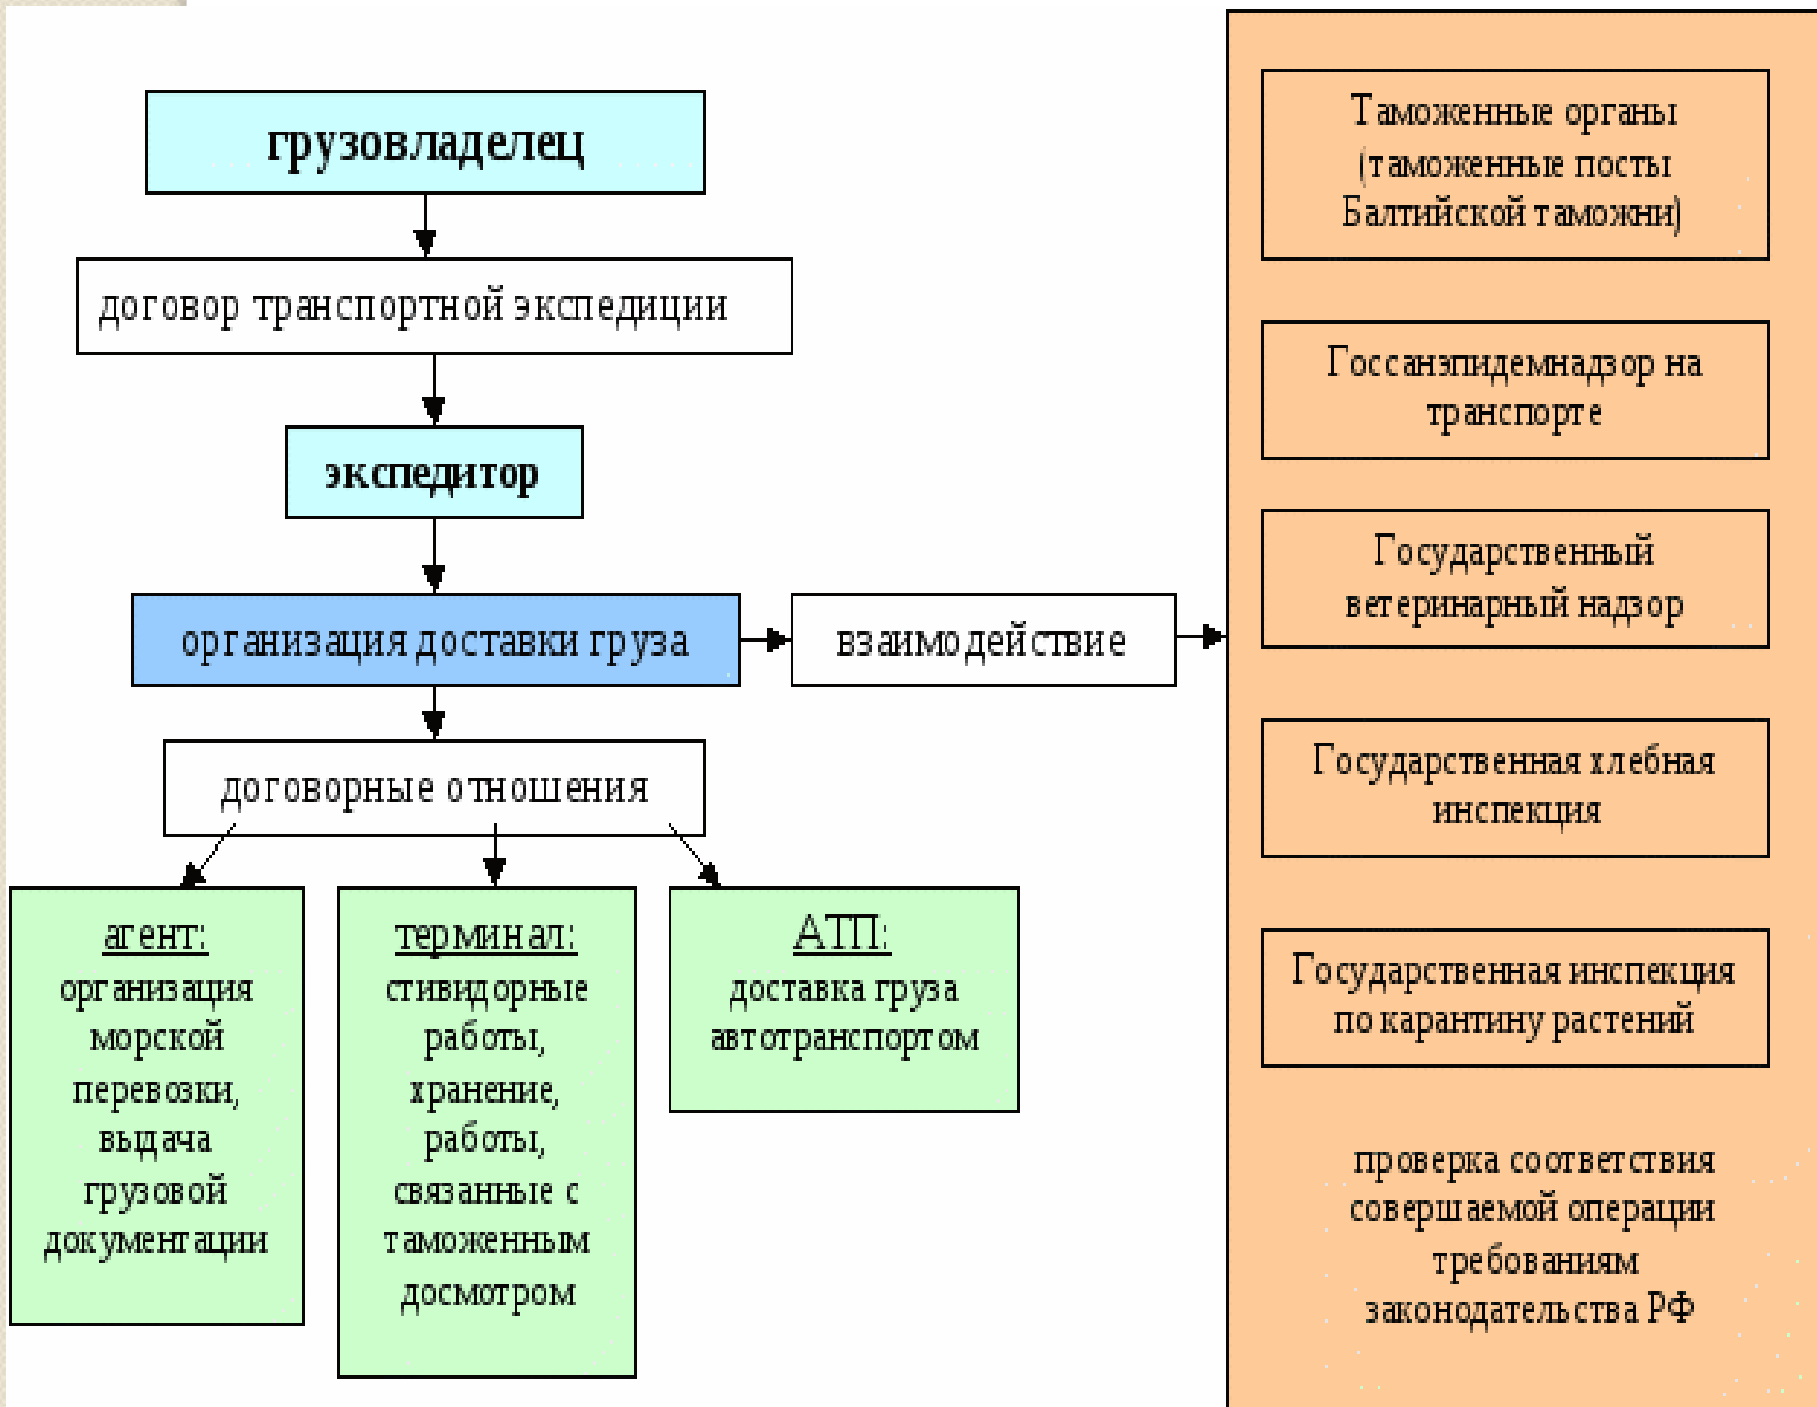 грузовладелец
договор транспортной экспедиции
экспедитор
организация доставки груза
взаимодействие
договорные отношения
агент:
организация
морской
перевозки,
выдача
грузовой
документации
терминал:
стивидорные
работы,
хранение,
работы,
связанные с
таможенным
досмотром
АТП:
доставка груза
автотранспортом
Таможенные органы
(таможенные посты
Балтийской таможни)
Госсанэпидемнадзор на
транспорте
Государственный
ветеринарный надзор
Государственная хлебная
инспекция
Государственная инспекция
по карантину растений
проверка соответствия
совершаемой операции
требованиям
законодательства РФ